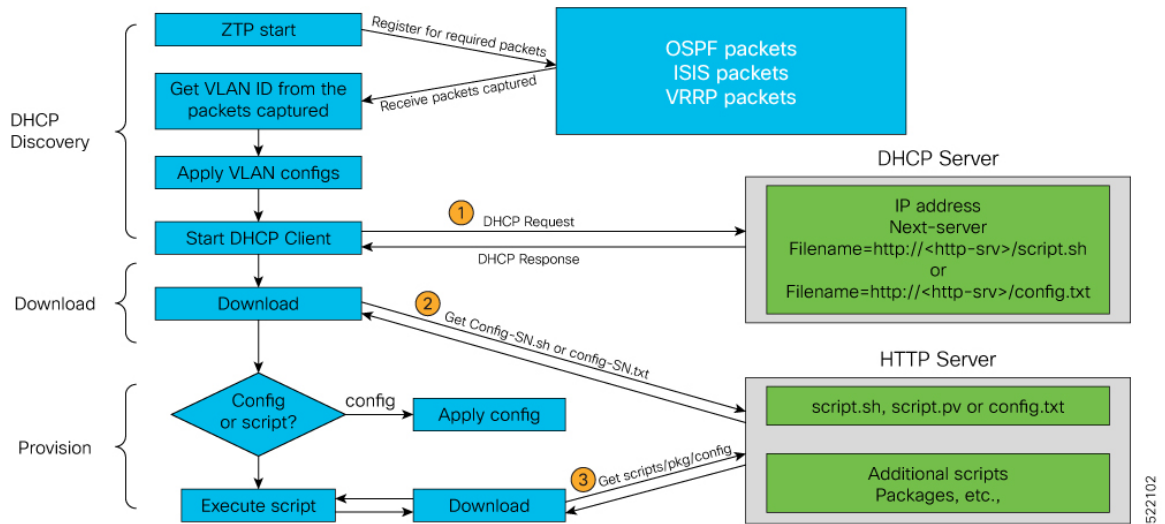 ZTP start
Register for required packets
OSPF packets
ISIS packets
VRRP packets
Get VLAN ID from the
packets captured
Receive packets captured
DHCP
Discovery
Apply VLAN configs
DHCP Server
1
DHCP Request
Start DHCP Client
DHCP Response
IP address
Next-server
Filename=http://<http-srv>/script.sh
or
Filename=http://<http-srv>/config.txt
Download
Download
2
Get Config-SN.sh or config-SN.txt
HTTP Server
Config
or script?
config
Apply config
script.sh, script.pv or config.txt
Provision
3
Get scripts/pkg/config
Execute script
Download
Additional scripts
Packages, etc.,
522102